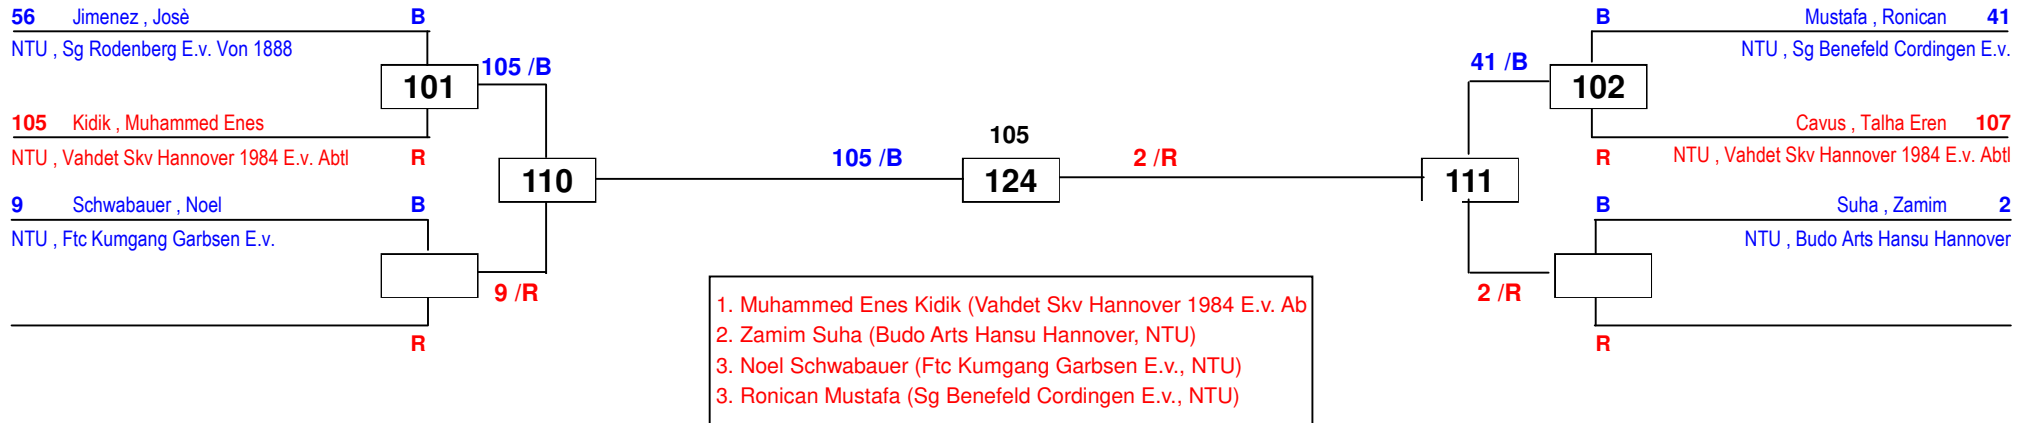 56 Jimenez , Josè B
NTU , Sg Rodenberg E.v. Von 1888
101
105 /B
105 Kidik , Muhammed Enes
NTU , Vahdet Skv Hannover 1984 E.v. Abtl R
110
9 Schwabauer , Noel B
NTU , Ftc Kumgang Garbsen E.v.
9 /R
R
105 /B
105
124
2 /R
B Mustafa , Ronican 41
NTU , Sg Benefeld Cordingen E.v.
41 /B
102
Cavus , Talha Eren 107
R NTU , Vahdet Skv Hannover 1984 E.v. Abtl
111
B Suha , Zamim 2
NTU , Budo Arts Hansu Hannover
2 /R
R
1. Muhammed Enes Kidik (Vahdet Skv Hannover 1984 E.v. Ab
2. Zamim Suha (Budo Arts Hansu Hannover, NTU)
3. Noel Schwabauer (Ftc Kumgang Garbsen E.v., NTU)
3. Ronican Mustafa (Sg Benefeld Cordingen E.v., NTU)